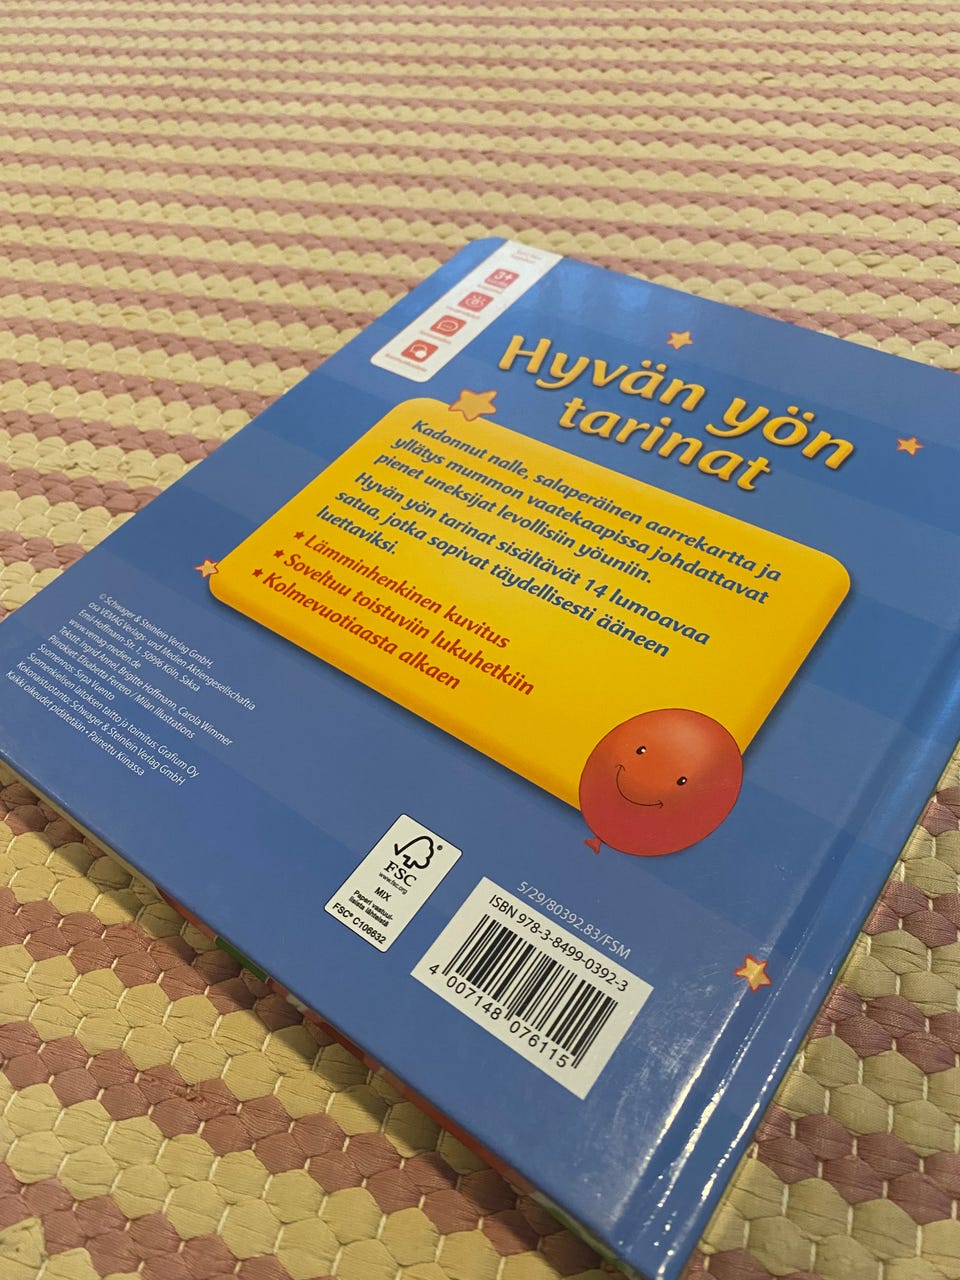 3+
Hyvän yön
tarinat
Kadonnut nalle, salaperäinen aarrekartta ja
yllätys mummon vaatekaapissa johdattavat
pienet uneksijat levollisiin yöuniin.
Hyvän yön tarinat sisältävät 14 lumoavaa
satua, jotka sopivat täydellisesti ääneen
luettaviksi.
Lämminhenkinen kuvitus
Soveltuu toistuviin lukuhetkiin
Kolmevuotiaasta alkaen
© Schwager & Steinlein Verlag GmbH,
osa VEMAG Verlags- und Medien Aktiengesellschaftia
Emil-Hoffmann-Str. 1, 50996 Köln, Saksa
www.vemag-medien.de
Tekstit: Ingrid Annel, Brigitte Hoffmann, Carola Wimmer
Piirrokset: Elisabetta Ferrero / Milan Illustrations
Suomennos: Sirpa Vuento
Suomenkielisen laitoksen taitto ja toimitus: Grafium Oy
Kokonaistuotanto: Schwager & Steinlein Verlag GmbH
Kaikki oikeudet pidätetään • Painettu Kiinassa
FSC
www.fsc.org
MIX
Paperi vastuul-
lisista lähteistä
FSC® C106632
5/29/80392.83/FSM
ISBN 978-3-8499-0392-3
4 007148 076115